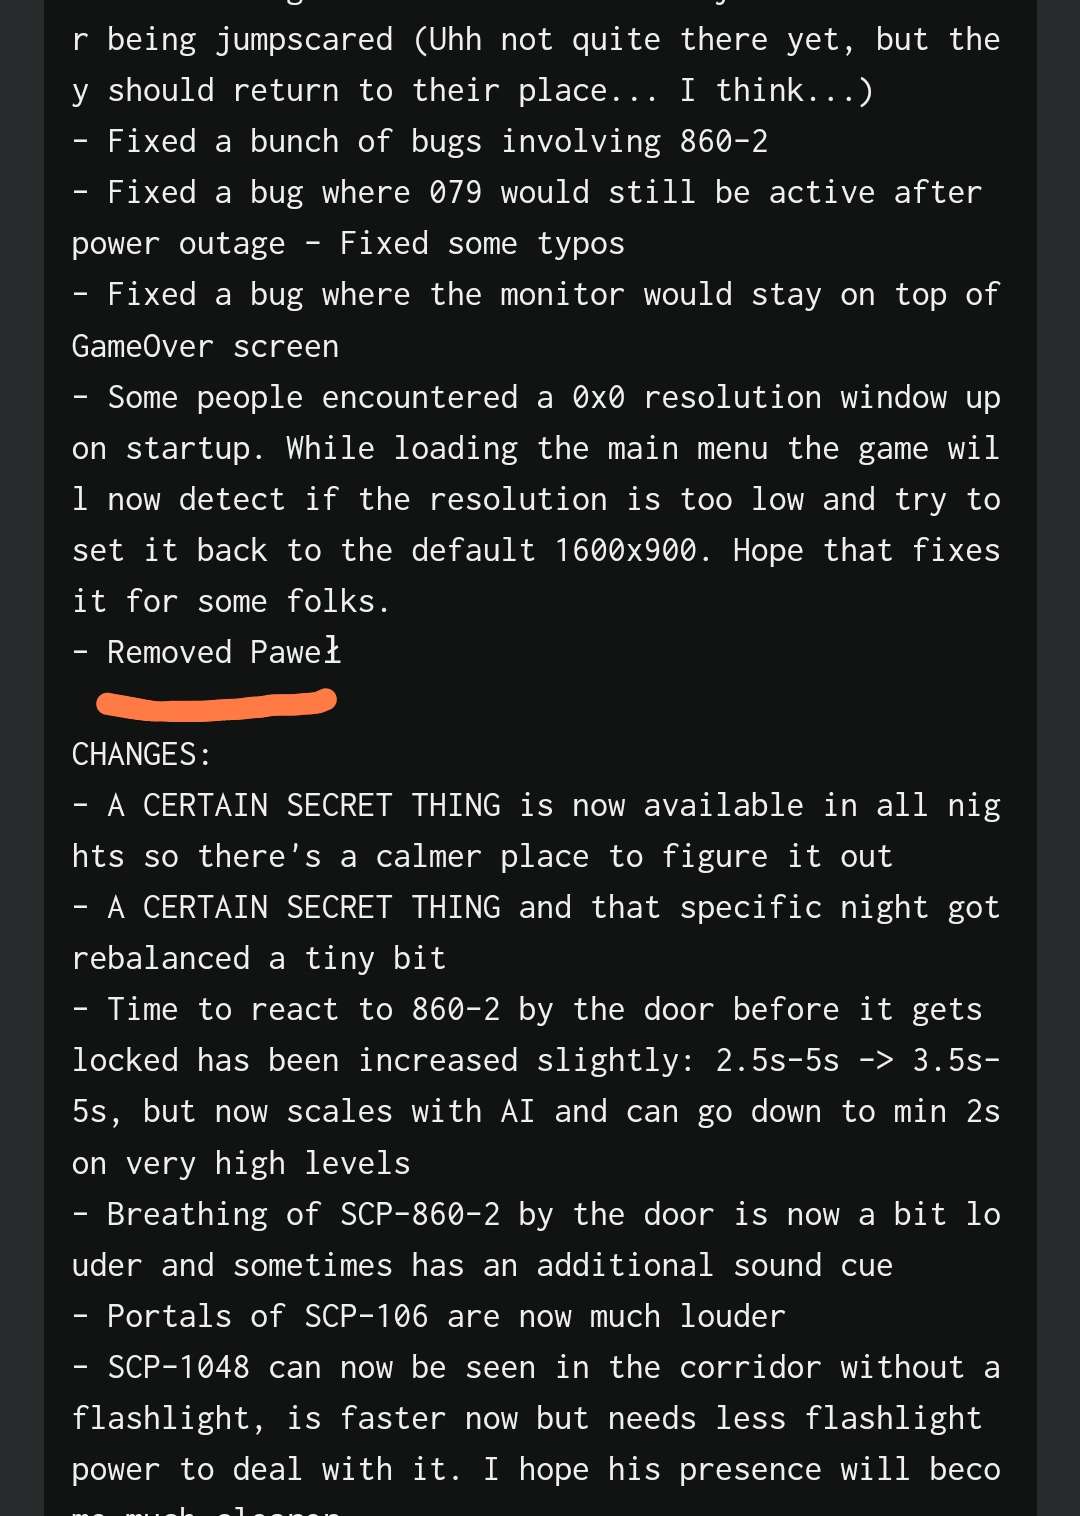 r being jumpscared (Uhh not quite there yet, but the
y should return to their place... I think...)
- Fixed a bunch of bugs involving 860-2
- Fixed a bug where 079 would still be active after
power outage - Fixed some typos
- Fixed a bug where the monitor would stay on top of
GameOver screen
- Some people encountered a 0x0 resolution window up
on startup. While loading the main menu the game wil
l now detect if the resolution is too low and try to
set it back to the default 1600x900. Hope that fixes
it for some folks.
- Removed Paweł
CHANGES:
- A CERTAIN SECRET THING is now available in all nig
hts so there's a calmer place to figure it out
- A CERTAIN SECRET THING and that specific night got
rebalanced a tiny bit
- Time to react to 860-2 by the door before it gets
locked has been increased slightly: 2.5s-5s -> 3.5s-
5s, but now scales with AI and can go down to min 2s
on very high levels
- Breathing of SCP-860-2 by the door is now a bit lo
uder and sometimes has an additional sound cue
- Portals of SCP-106 are now much louder
- SCP-1048 can now be seen in the corridor without a
flashlight, is faster now but needs less flashlight
power to deal with it. I hope his presence will beco